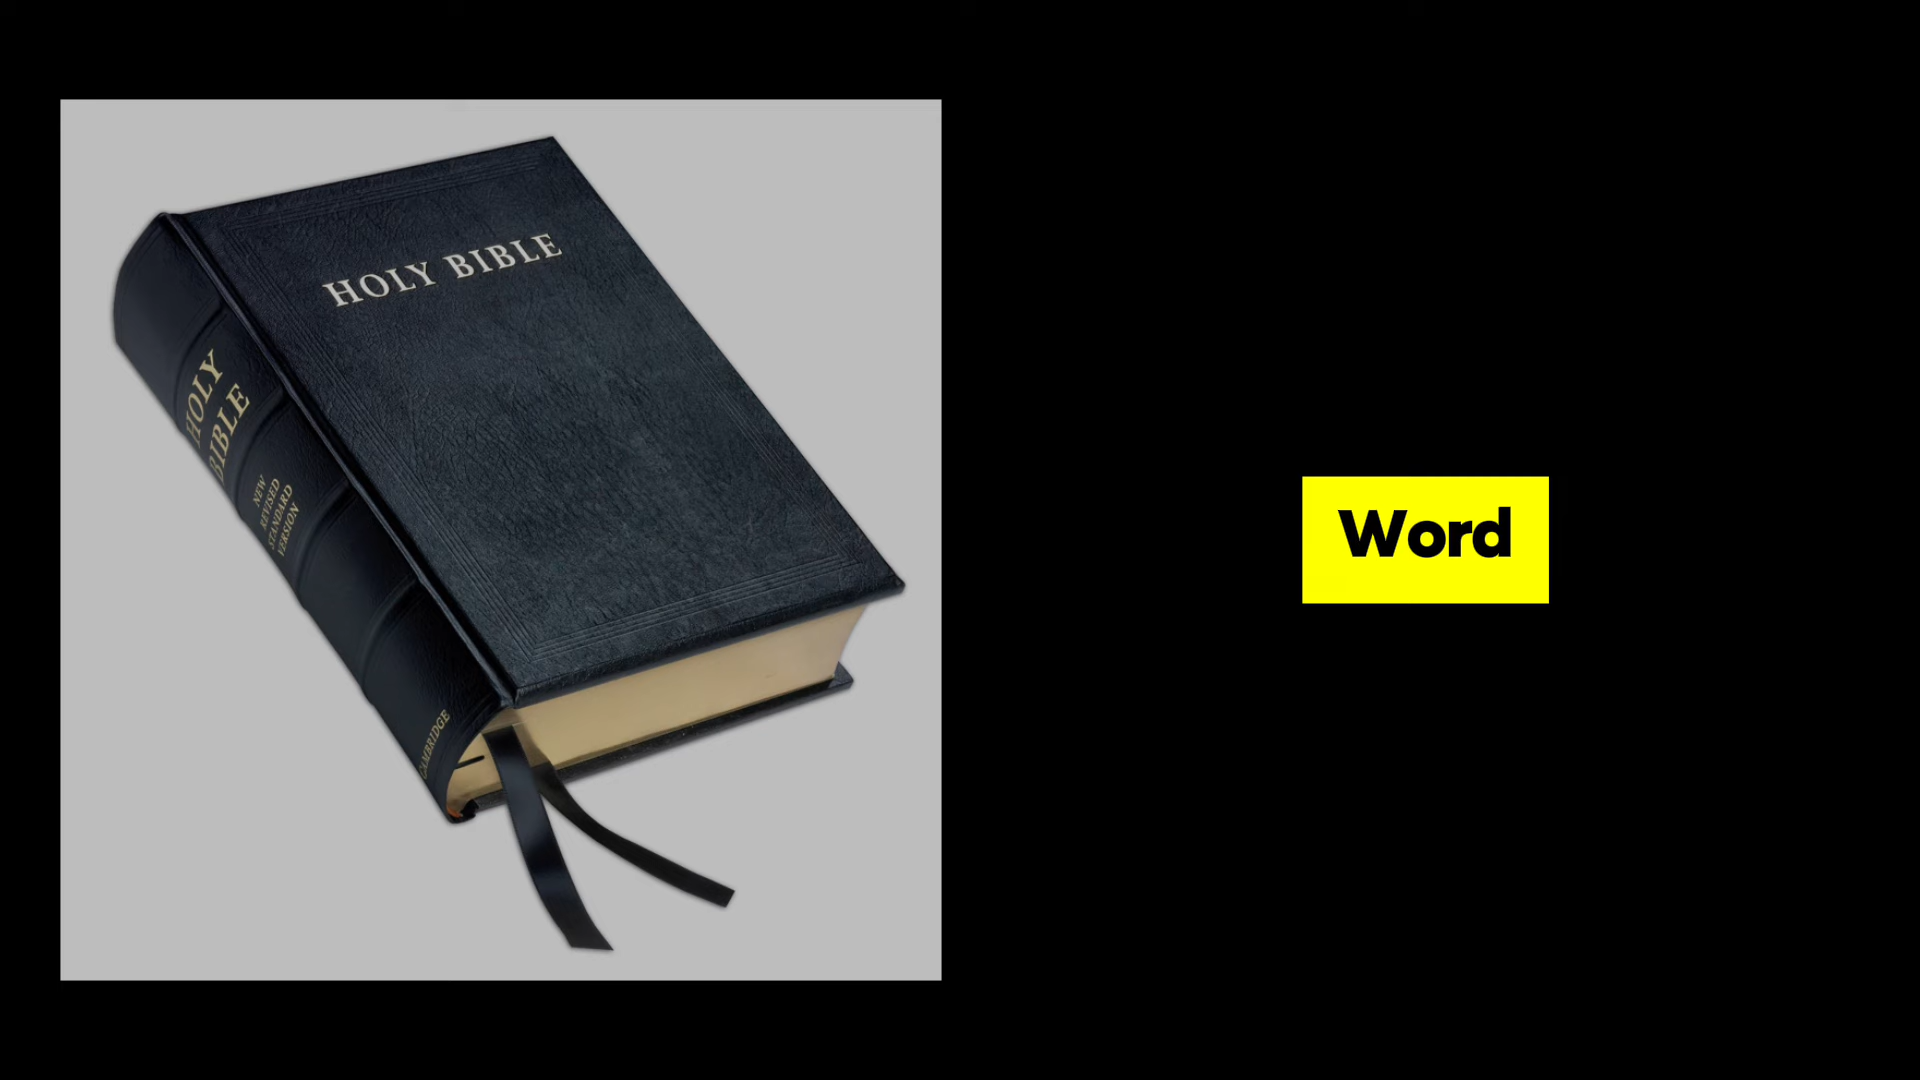 HOLY BIBLE
HOLY
BIBLE
NEW
REVISED
STANDARD
VERSION
CAMBRIDGE
Word